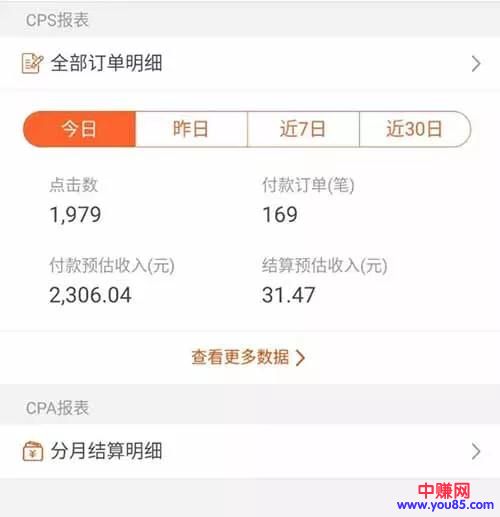 CPS报表
全部订单明细
今日 昨日 近7日 近30日
点击数 付款订单(笔)
1,979 169
付款预估收入(元) 结算预估收入(元)
2,306.04 31.47
查看更多数据
CPA报表
分月结算明细
中赚网
www.you85.com